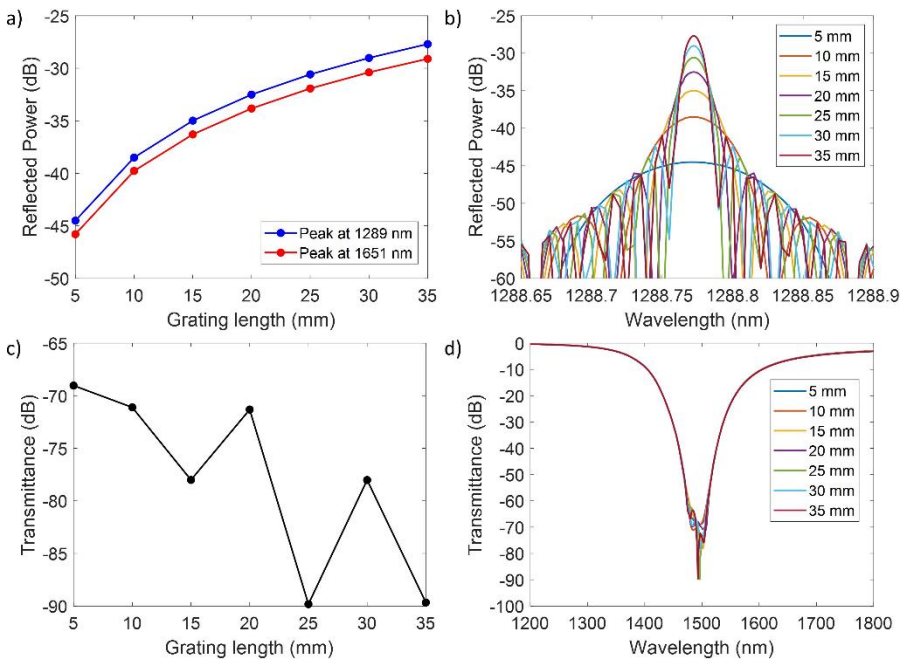 a)
-25
-30
-35
-40
-45
-50
Reflected Power (dB)
5 10 15 20 25 30 35
Grating length (mm)
Peak at 1289 nm
Peak at 1651 nm
b)
-25
-30
-35
-40
-45
-50
-55
-60
Reflected Power (dB)
1288.65 1288.7 1288.75 1288.8 1288.85 1288.9
Wavelength (nm)
5 mm
10 mm
15 mm
20 mm
25 mm
30 mm
35 mm
c)
-65
-70
-75
-80
-85
-90
Transmittance (dB)
5 10 15 20 25 30 35
Grating length (mm)
d)
0
-10
-20
-30
-40
-50
-60
-70
-80
-90
-100
Transmittance (dB)
1200 1300 1400 1500 1600 1700 1800
Wavelength (nm)
5 mm
10 mm
15 mm
20 mm
25 mm
30 mm
35 mm